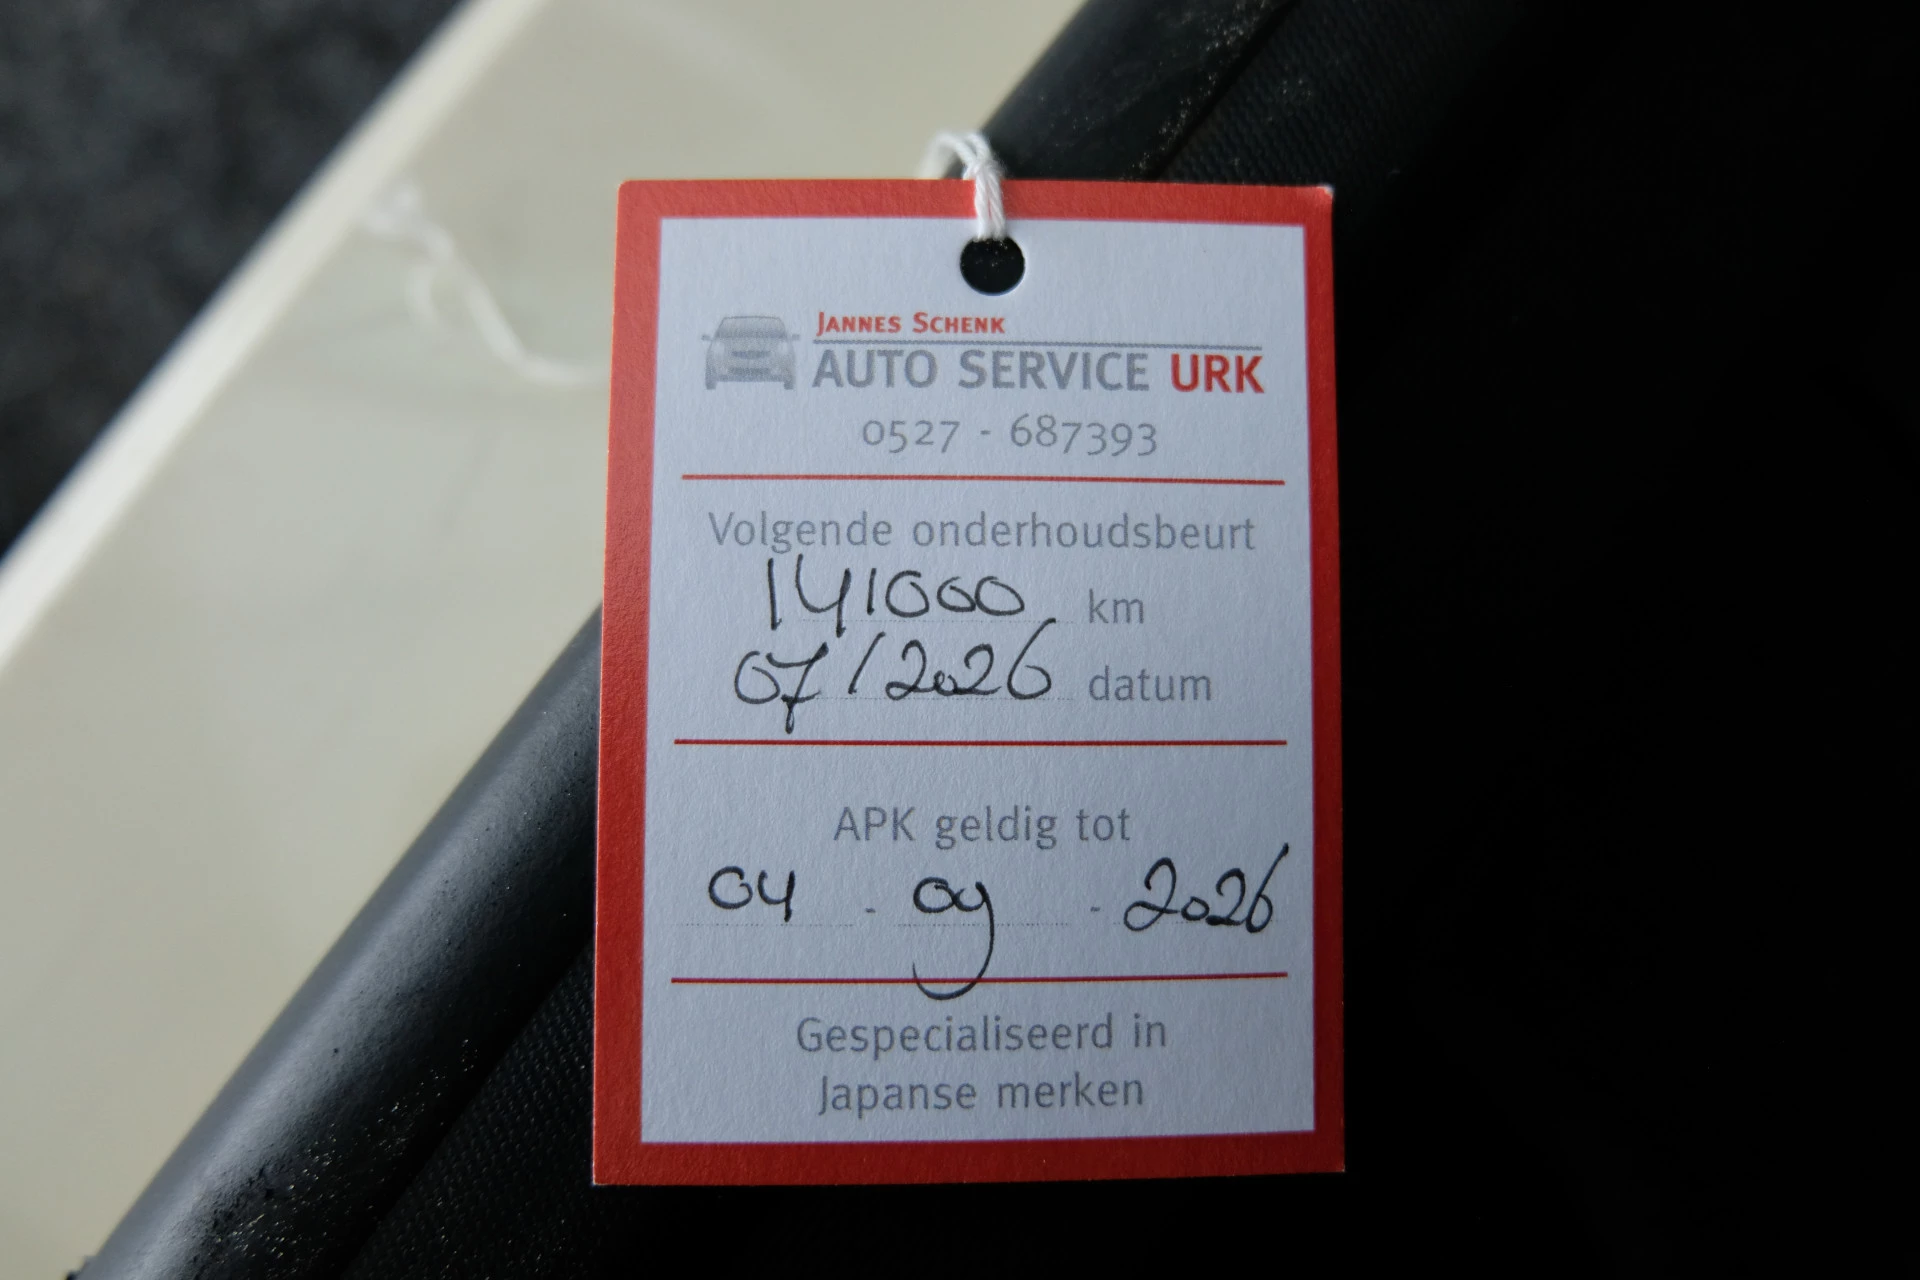 JANNES SCHENK
AUTO SERVICE URK
0527 - 687393
Volgende onderhoudsbeurt
141000 km
07/2026 datum
APK geldig tot
04 - 09 - 2026
Gespecialiseerd in
Japanse merken